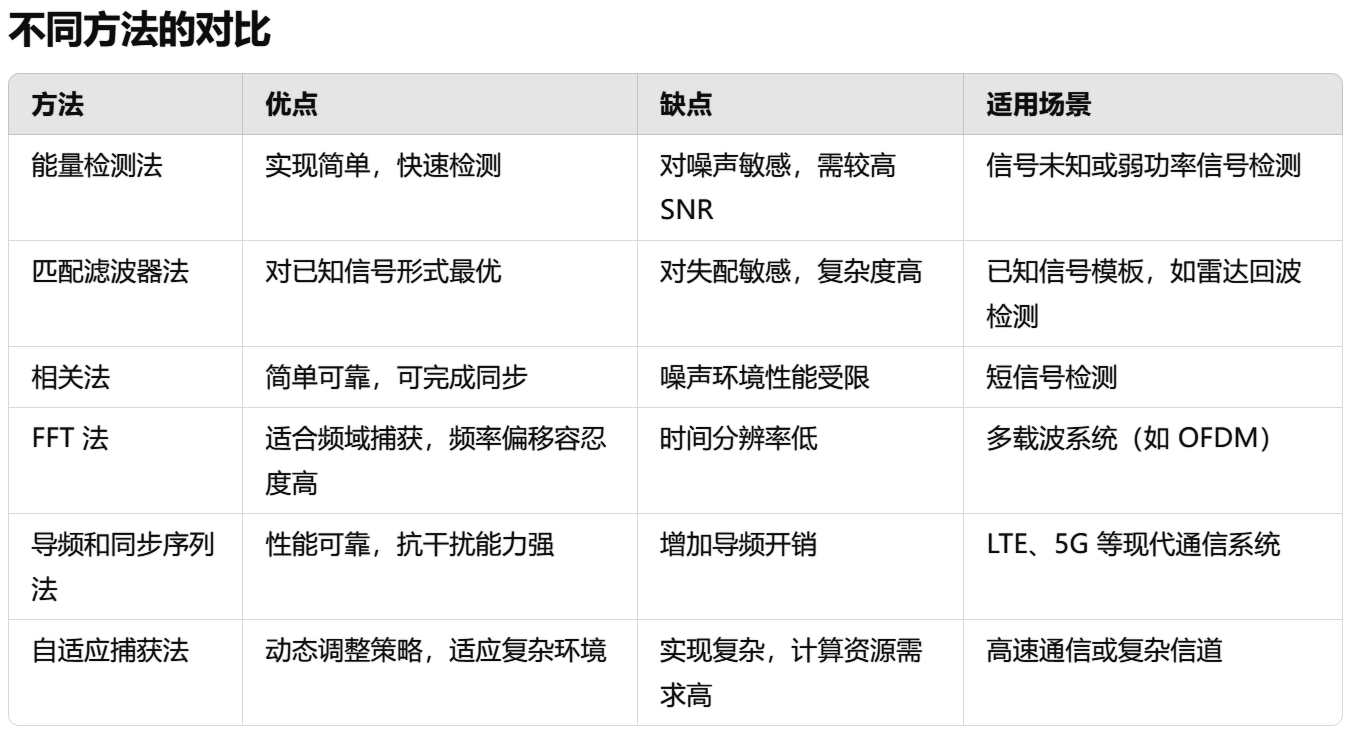 不同方法的对比
方法 优点 缺点 适用场景
能量检测法 实现简单，快速检测 对噪声敏感，需较高 信号未知或弱功率信号检测
SNR
匹配滤波器法 对已知信号形式最优 对失配敏感，复杂度高 已知信号模板，如雷达回波
检测
相关法 简单可靠，可完成同步 噪声环境性能受限 短信号检测
FFT 法 适合频域捕获，频率偏移容忍 时间分辨率低 多载波系统（如 OFDM）
度高
导频和同步序列 性能可靠，抗干扰能力强 增加导频开销 LTE、5G 等现代通信系统
法
自适应捕获法 动态调整策略，适应复杂环境 实现复杂，计算资源需 高速通信或复杂信道
求高